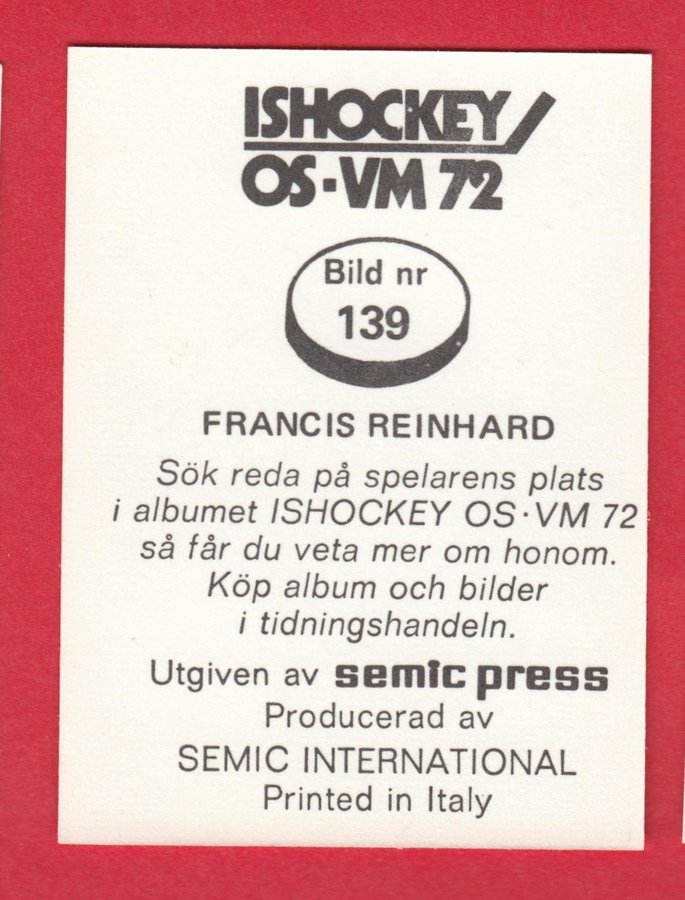 ISHOCKEY
OS·VM 72
Bild nr
139
FRANCIS REINHARD
Sök reda på spelarens plats
i albumet ISHOCKEY OS·VM 72
så får du veta mer om honom.
Köp album och bilder
i tidningshandeln.
Utgiven av semic press
Producerad av
SEMIC INTERNATIONAL
Printed in Italy